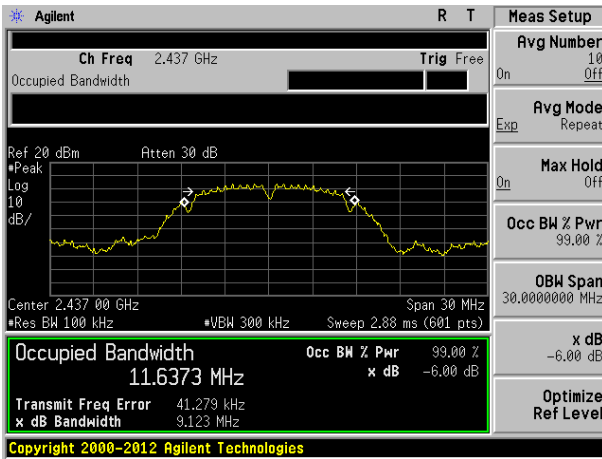 Agilent R T
Ch Freq 2.437 GHz Trig Free
Occupied Bandwidth
Ref 20 dBm Atten 30 dB
#Peak
Log
10
dB/
Center 2.437 00 GHz Span 30 MHz
#Res BW 100 kHz #VBW 300 kHz Sweep 2.88 ms (601 pts)
Occupied Bandwidth Occ BW % Pwr 99.00 %
11.6373 MHz x dB -6.00 dB
Transmit Freq Error 41.279 kHz
x dB Bandwidth 9.123 MHz
Copyright 2000-2012 Agilent Technologies
Meas Setup
Avg Number
10
On Off
Avg Mode
Exp Repeat
Max Hold
On Off
Occ BW % Pwr
99.00 %
OBW Span
30.0000000 MHz
x dB
-6.00 dB
Optimize
Ref Level